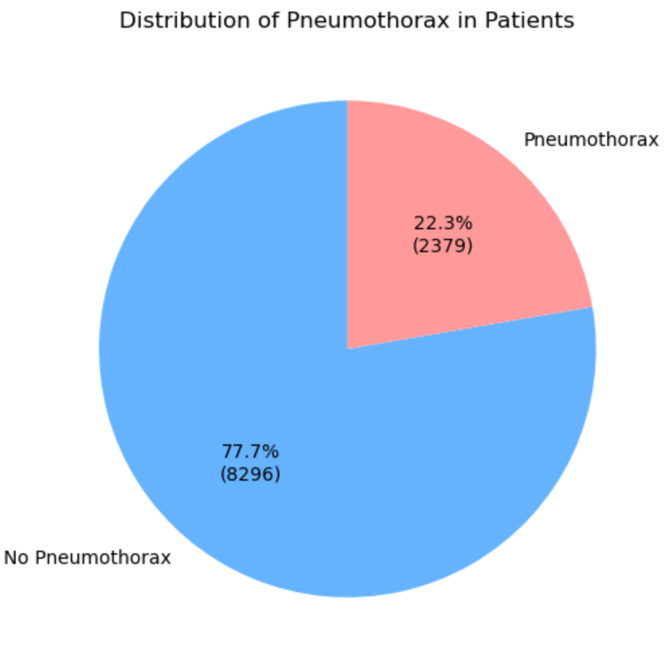 Distribution of Pneumothorax in Patients
Pneumothorax
22.3%
(2379)
77.7%
(8296)
No Pneumothorax